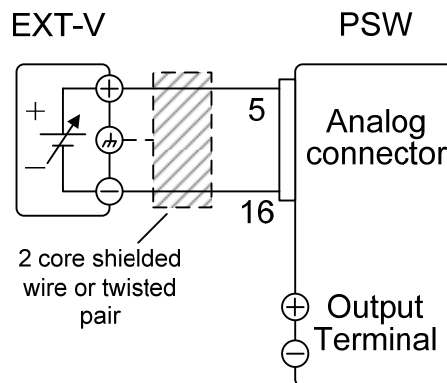 EXT-V
PSW
+
+
5
Analog
connector
−
−
16
2 core shielded
wire or twisted
pair
+
Output
Terminal
−